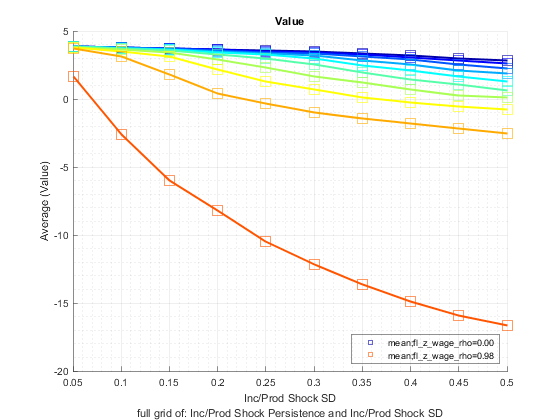 Value
5
0
-5
-10
-15
-20
Average (Value)
0.05 0.1 0.15 0.2 0.25 0.3 0.35 0.4 0.45 0.5
mean;fl_z_wage_rho=0.00
mean;fl_z_wage_rho=0.98
Inc/Prod Shock SD
full grid of: Inc/Prod Shock Persistence and Inc/Prod Shock SD